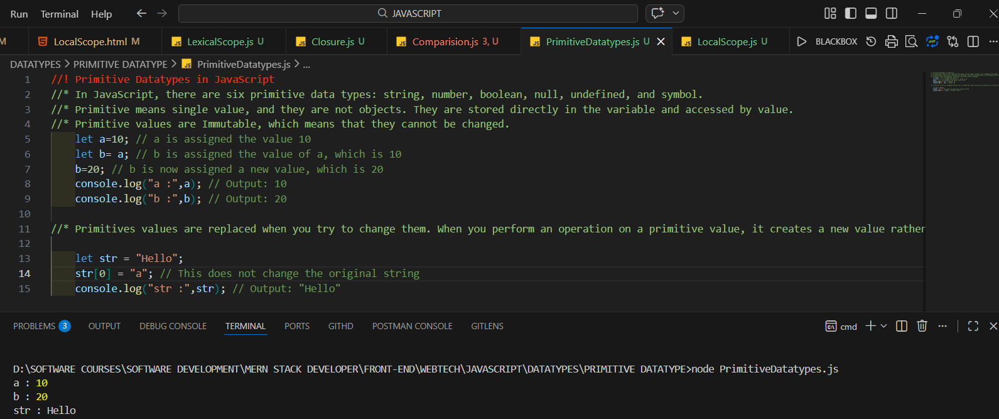 Run Terminal Help JAVASCRIPT
M LocalScope.html M JS LexicalScope.js U JS Closure.js U JS Comparision.js 3, U JS PrimitiveDatatypes.js U JS LocalScope.js U BLACKBOX
DATATYPES > PRIMITIVE DATATYPE > JS PrimitiveDatatypes.js > ...
1 //! Primitive Datatypes in JavaScript
2 //* In JavaScript, there are six primitive data types: string, number, boolean, null, undefined, and symbol.
3 //* Primitive means single value, and they are not objects. They are stored directly in the variable and accessed by value.
4 //* Primitive values are Immutable, which means that they cannot be changed.
5 let a=10; // a is assigned the value 10
6 let b= a; // b is assigned the value of a, which is 10
7 b=20; // b is now assigned a new value, which is 20
8 console.log("a :",a); // Output: 10
9 console.log("b :",b); // Output: 20
10
11 //* Primitives values are replaced when you try to change them. When you perform an operation on a primitive value, it creates a new value rather
12
13 let str = "Hello";
14 str[0] = "a"; // This does not change the original string
15 console.log("str :",str); // Output: "Hello"
PROBLEMS 3 OUTPUT DEBUG CONSOLE TERMINAL PORTS GITHD POSTMAN CONSOLE GITLENS cmd
D:\SOFTWARE COURSES\SOFTWARE DEVELOPMENT\MERN STACK DEVELOPER\FRONT-END\WEBTECH\JAVASCRIPT\DATATYPES\PRIMITIVE DATATYPE>node PrimitiveDatatypes.js
a : 10
b : 20
str : Hello